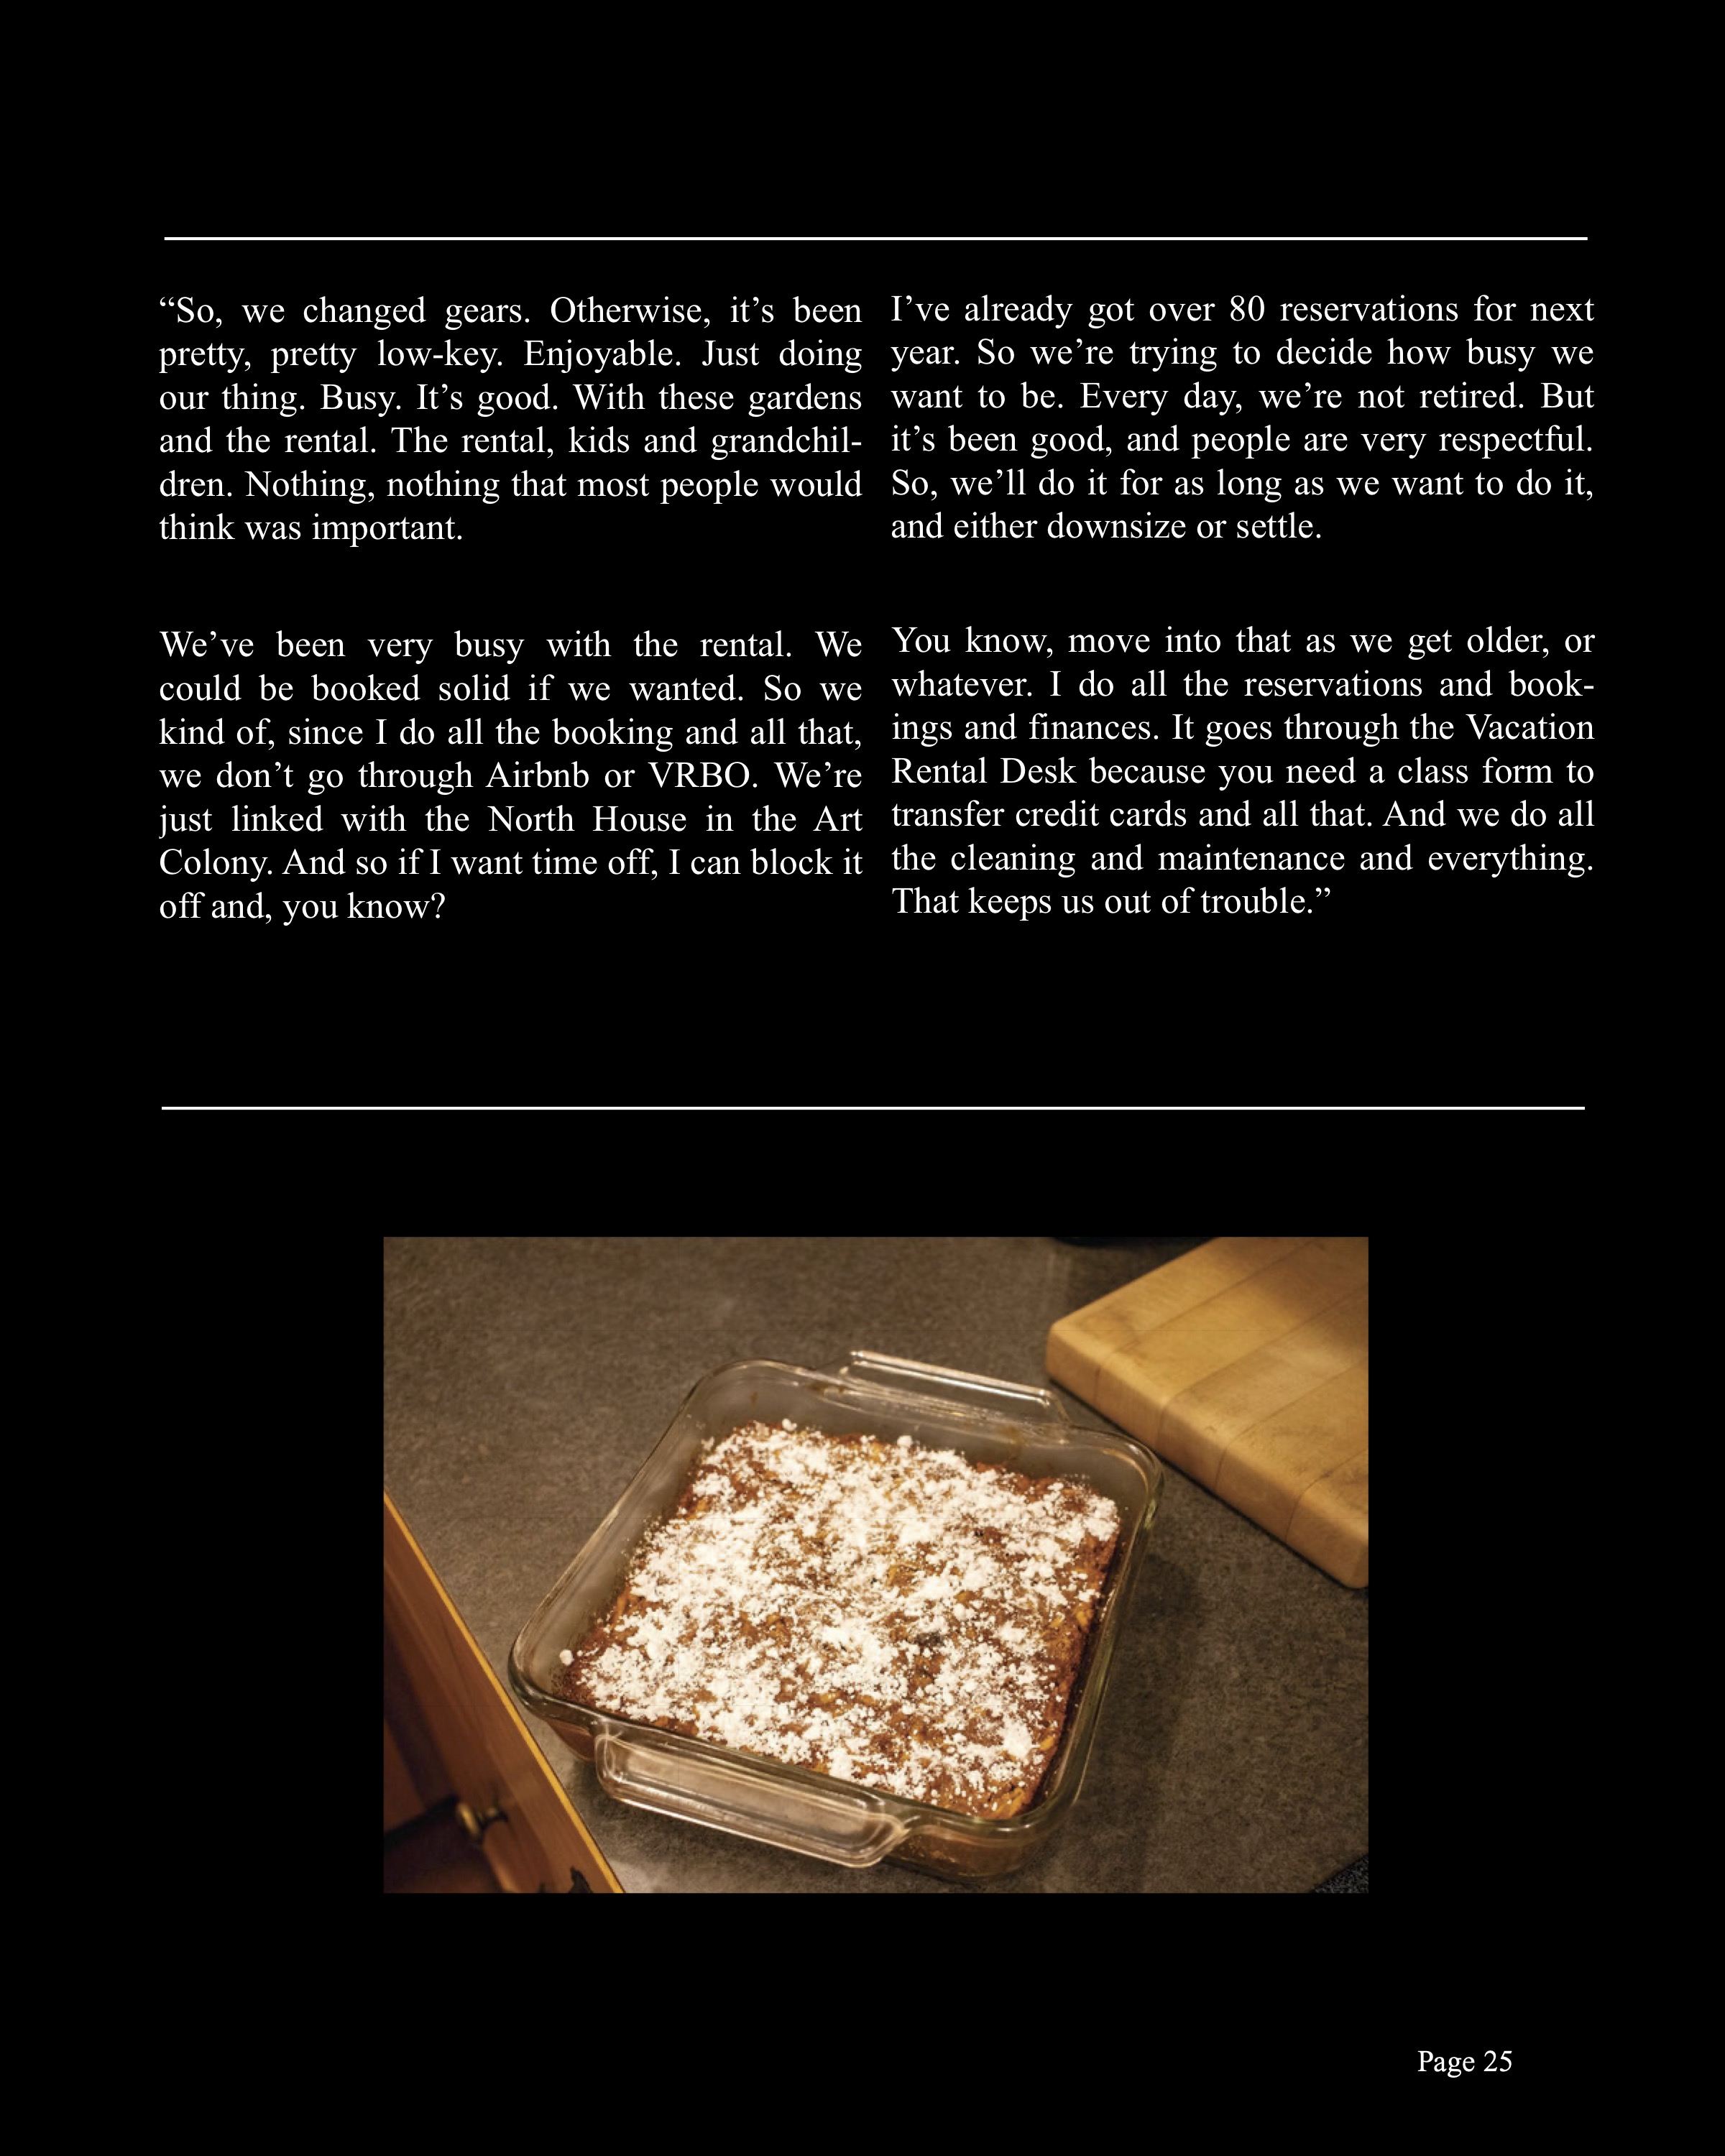 “So, we changed gears. Otherwise, it’s been
pretty, pretty low-key. Enjoyable. Just doing
our thing. Busy. It’s good. With these gardens
and the rental. The rental, kids and grandchil-
dren. Nothing, nothing that most people would
think was important.
We’ve been very busy with the rental. We
could be booked solid if we wanted. So we
kind of, since I do all the booking and all that,
we don’t go through Airbnb or VRBO. We’re
just linked with the North House in the Art
Colony. And so if I want time off, I can block it
off and, you know?
I’ve already got over 80 reservations for next
year. So we’re trying to decide how busy we
want to be. Every day, we’re not retired. But
it’s been good, and people are very respectful.
So, we’ll do it for as long as we want to do it,
and either downsize or settle.
You know, move into that as we get older, or
whatever. I do all the reservations and book-
ings and finances. It goes through the Vacation
Rental Desk because you need a class form to
transfer credit cards and all that. And we do all
the cleaning and maintenance and everything.
That keeps us out of trouble.”
Page 25